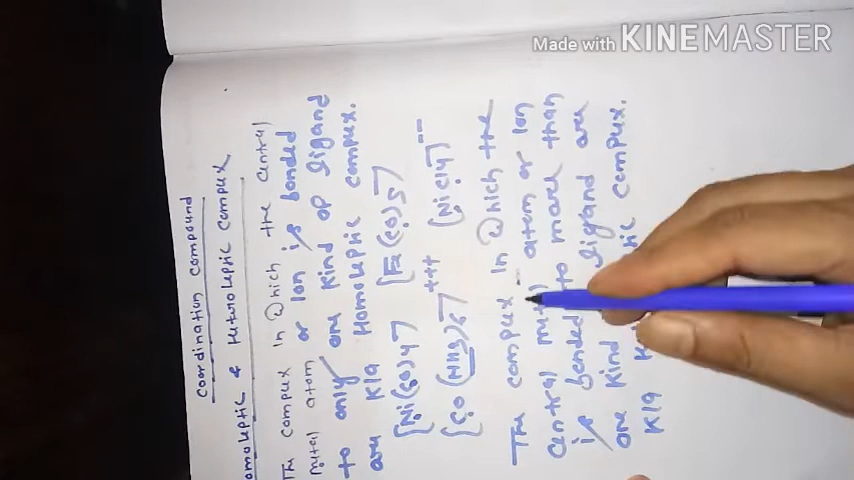 Made with KINEMASTER
coordination compound
omoleptic & Heteroleptic complex
The complex In which the central
metal atom or Ion is bonded
to only one kind of ligand
are K/a Homoleptic complex.
[Ni(CO)4] [Fe(CO)5]
[Co(NH3)6]+++ [NiCl4]--
The complex In which the
central metal atom or Ion
is bonded to more than
one kind ligand are
K/a tic complex.